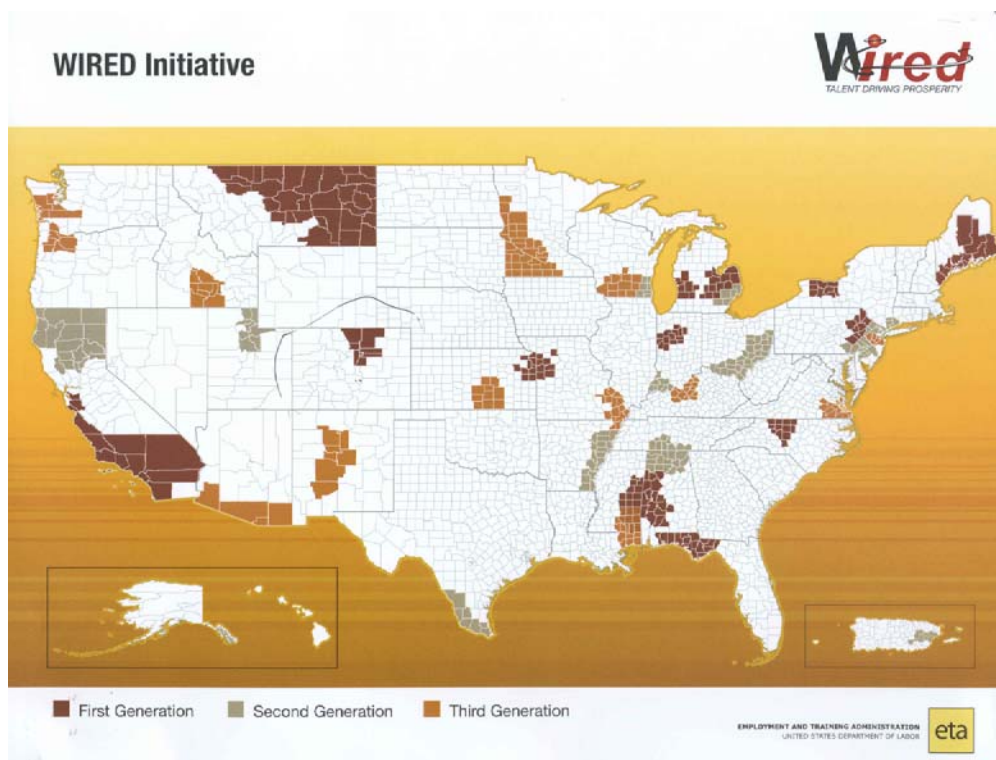 WIRED Initiative
Wired
TALENT DRIVING PROSPERITY
First Generation
Second Generation
Third Generation
EMPLOYMENT AND TRAINING ADMINISTRATION
UNITED STATES DEPARTMENT OF LABOR
eta